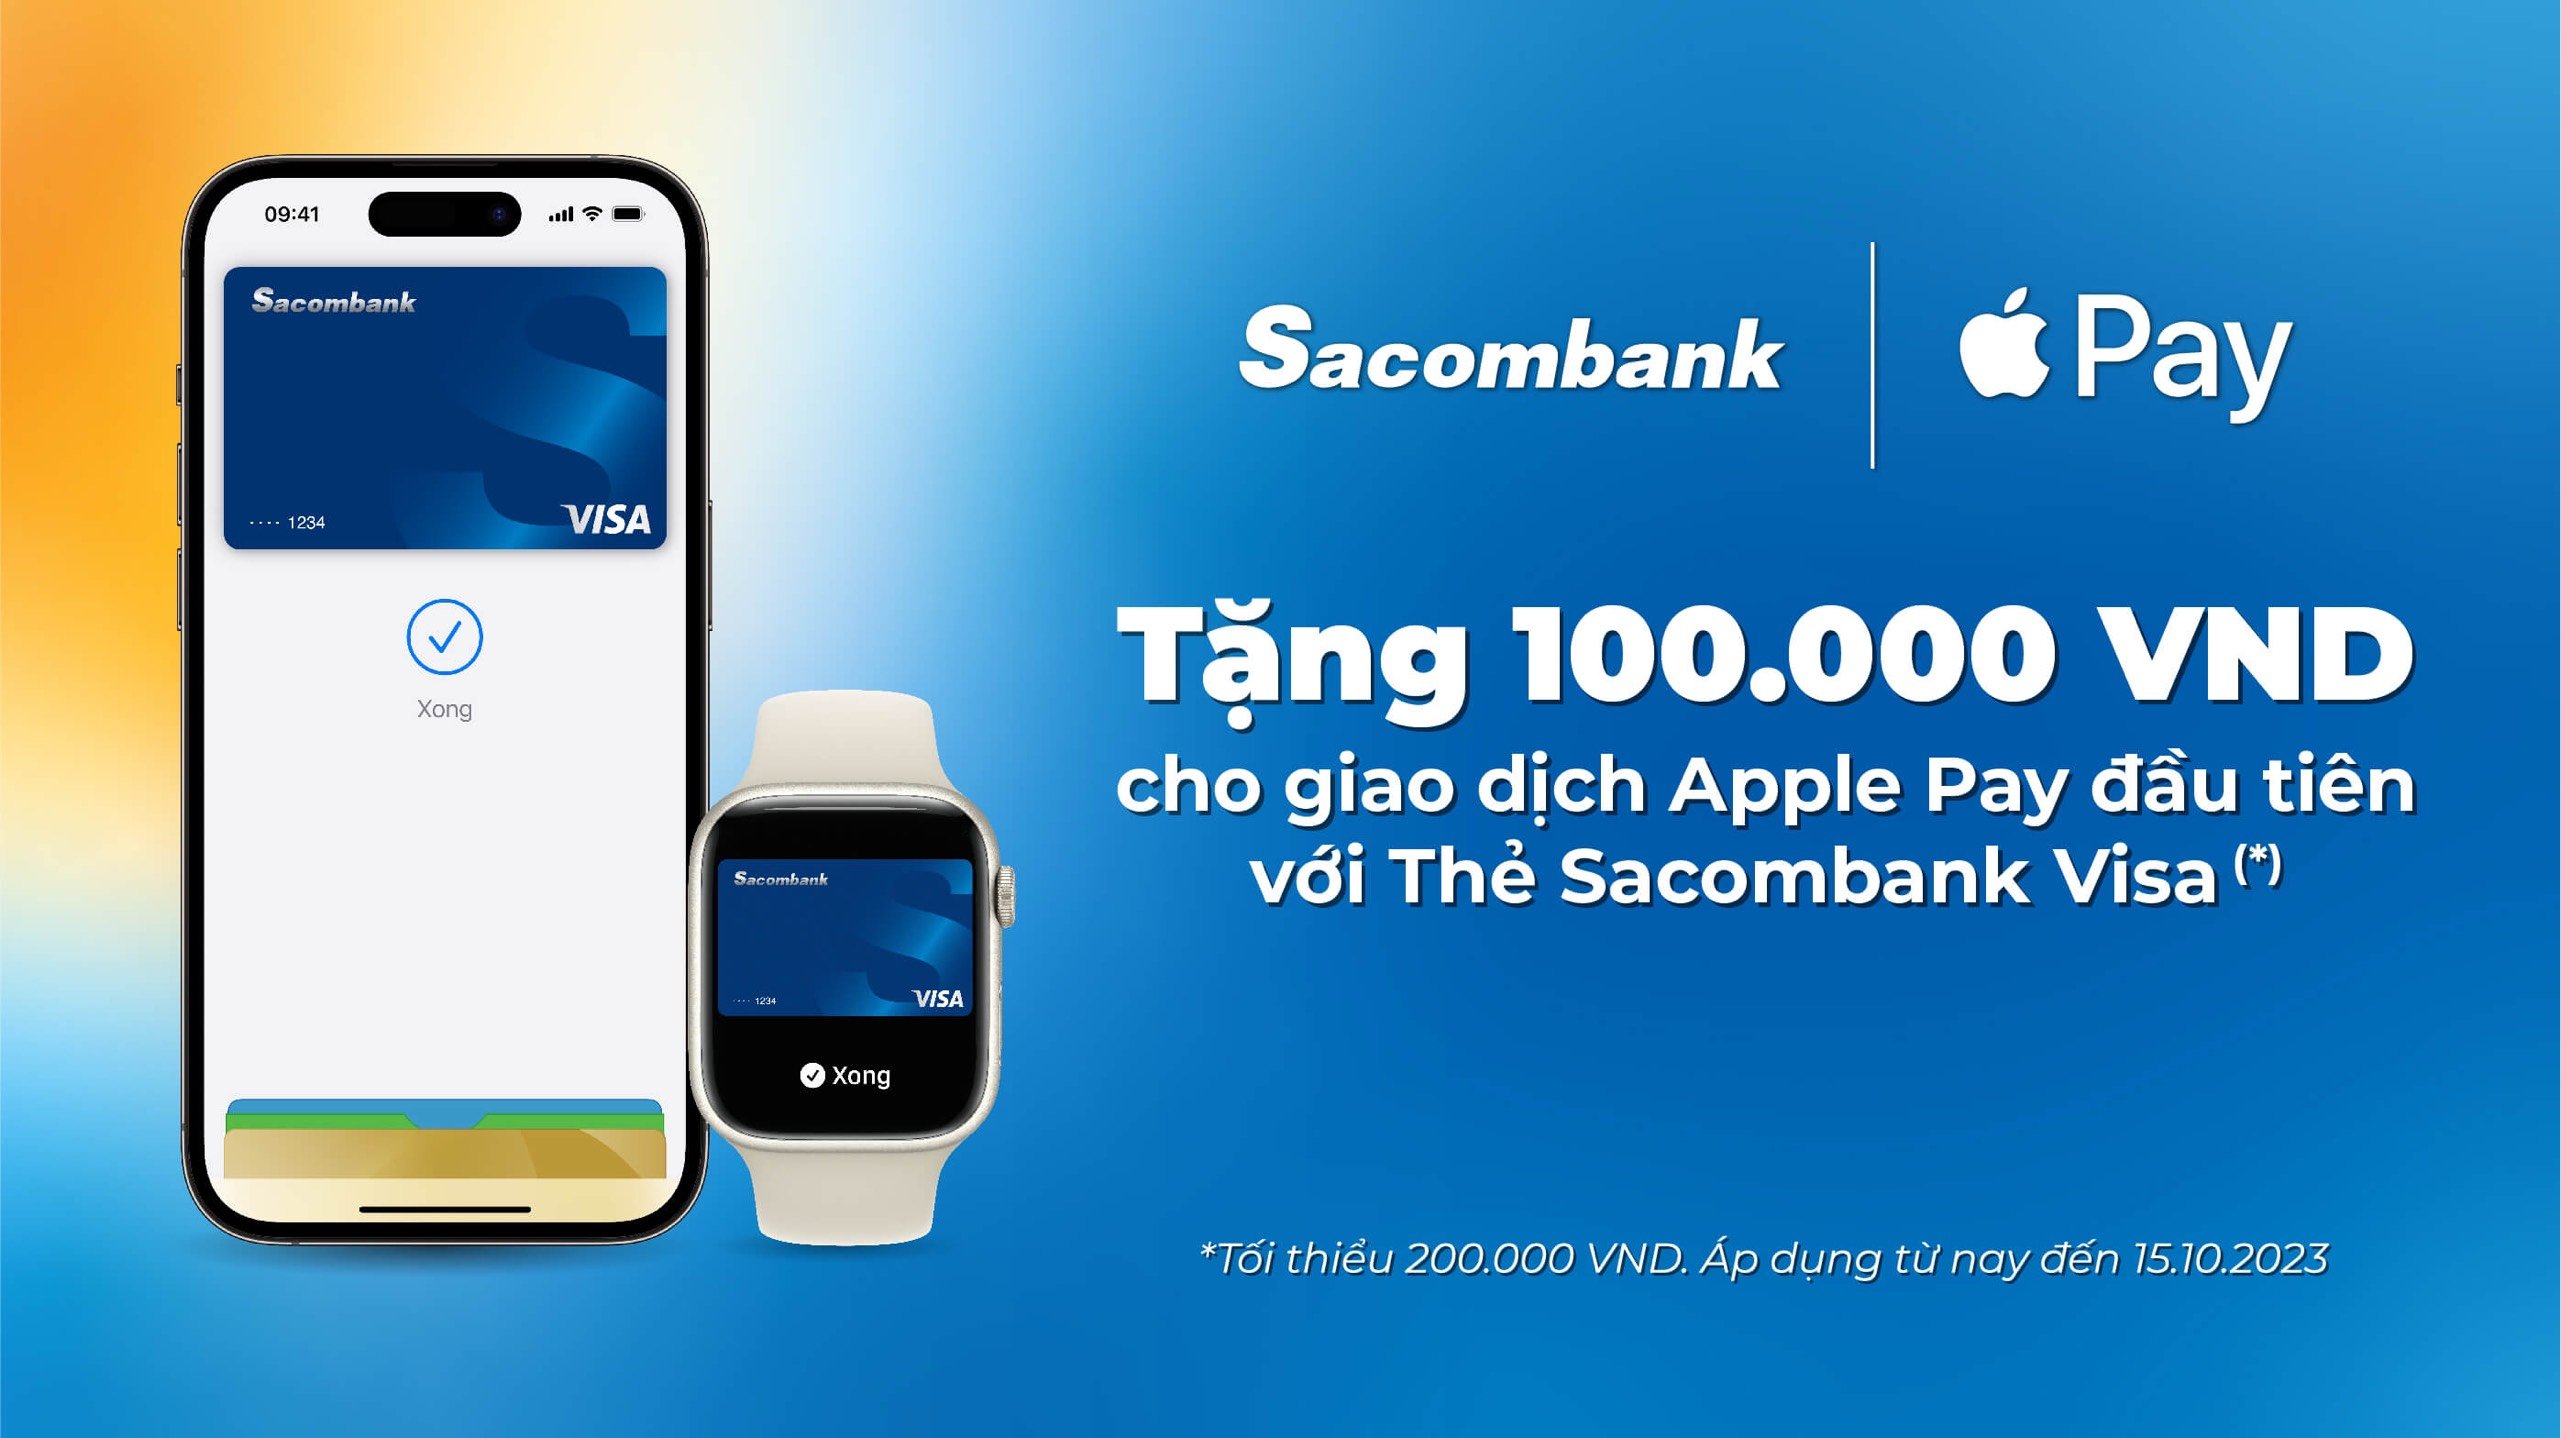 09:41
Sacombank
···· 1234
VISA
Xong
Sacombank
···· 1234
VISA
Xong
Sacombank
Pay
Tặng 100.000 VND
cho giao dịch Apple Pay đầu tiên
với Thẻ Sacombank Visa (*)
*Tối thiểu 200.000 VND. Áp dụng từ nay đến 15.10.2023